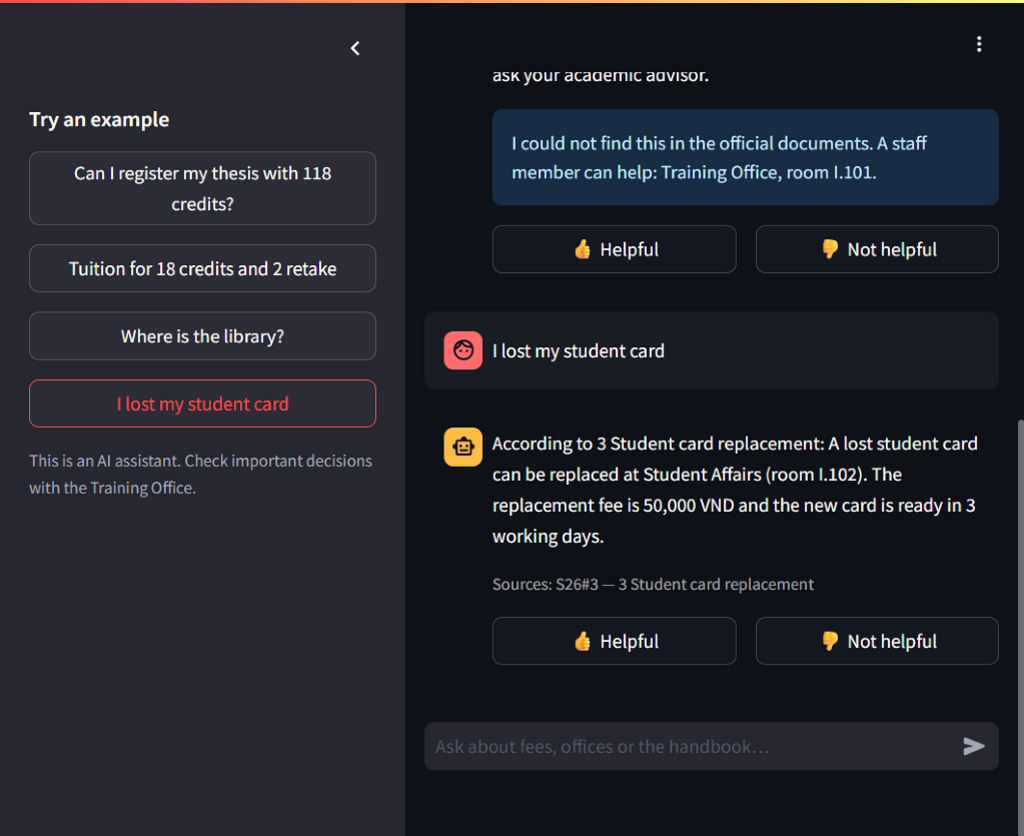 Try an example
Can I register my thesis with 118
credits?
Tuition for 18 credits and 2 retake
Where is the library?
I lost my student card
This is an AI assistant. Check important decisions
with the Training Office.
ask your academic advisor.
I could not find this in the official documents. A staff
member can help: Training Office, room I.101.
👍 Helpful
👎 Not helpful
I lost my student card
According to 3 Student card replacement: A lost student card
can be replaced at Student Affairs (room I.102). The
replacement fee is 50,000 VND and the new card is ready in 3
working days.
Sources: S26#3 — 3 Student card replacement
👍 Helpful
👎 Not helpful
Ask about fees, offices or the handbook…